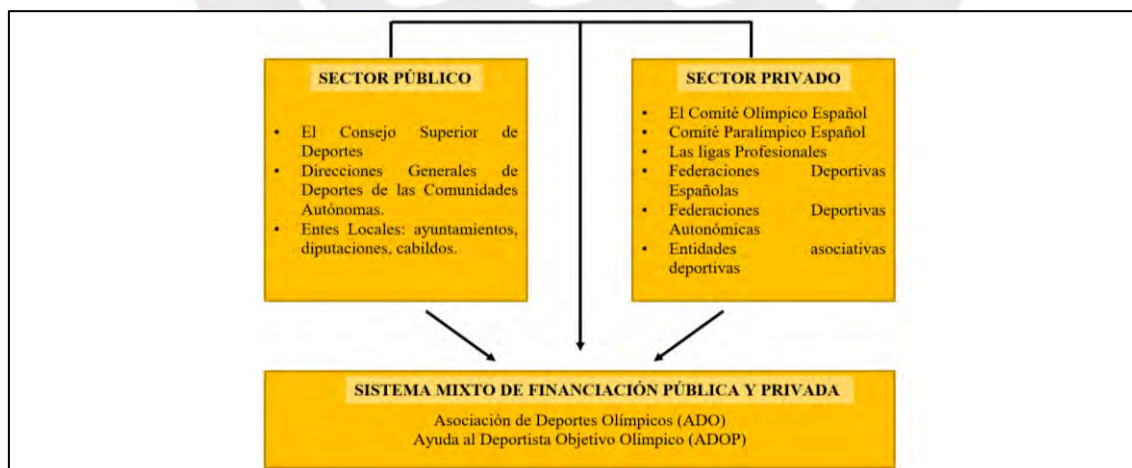 SECTOR PÚBLICO
• El Consejo Superior de
Deportes
• Direcciones Generales de
Deportes de las Comunidades
Autónomas.
• Entes Locales: ayuntamientos,
diputaciones, cabildos.
SECTOR PRIVADO
• El Comité Olímpico Español
• Comité Paralímpico Español
• Las ligas Profesionales
• Federaciones Deportivas
Españolas
• Federaciones Deportivas
Autonómicas
• Entidades asociativas
deportivas
SISTEMA MIXTO DE FINANCIACIÓN PÚBLICA Y PRIVADA
Asociación de Deportes Olímpicos (ADO)
Ayuda al Deportista Objetivo Olímpico (ADOP)